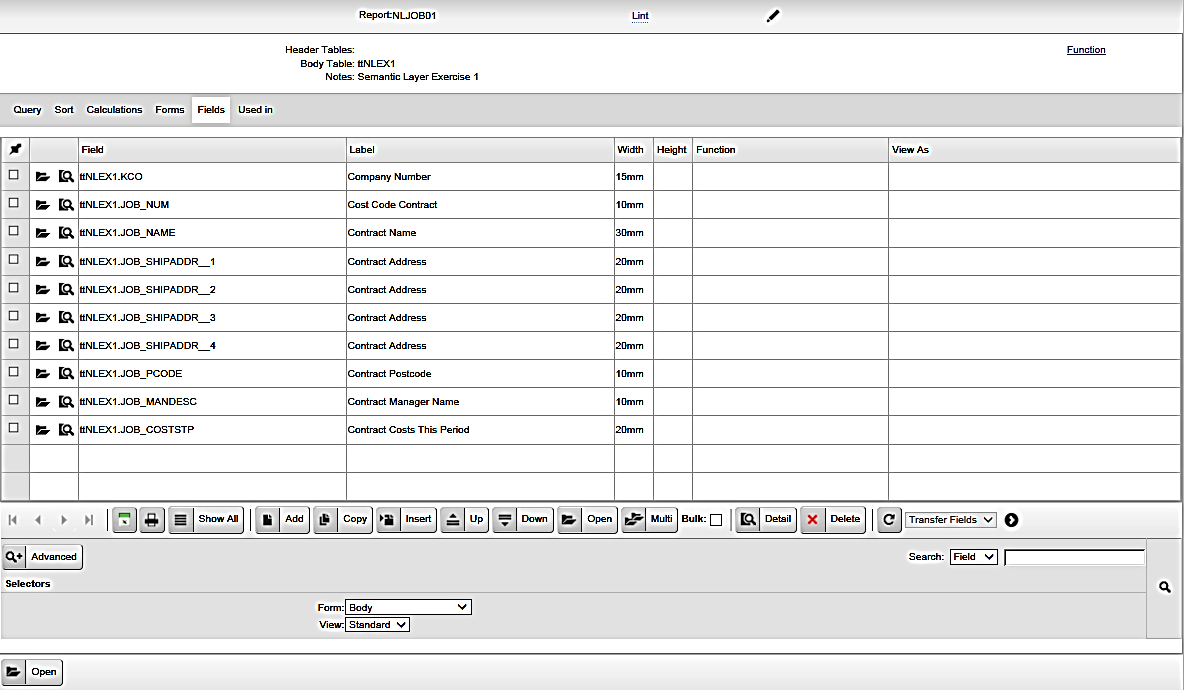 Report:NLJOB01 Lint
Header Tables: Function
Body Table: ttNLEX1
Notes: Semantic Layer Exercise 1
Query Sort Calculations Forms Fields Used in
Field Label Width Height Function View As
ttNLEX1.KCO Company Number 15mm
ttNLEX1.JOB_NUM Cost Code Contract 10mm
ttNLEX1.JOB_NAME Contract Name 30mm
ttNLEX1.JOB_SHIPADDR__1 Contract Address 20mm
ttNLEX1.JOB_SHIPADDR__2 Contract Address 20mm
ttNLEX1.JOB_SHIPADDR__3 Contract Address 20mm
ttNLEX1.JOB_SHIPADDR__4 Contract Address 20mm
ttNLEX1.JOB_PCODE Contract Postcode 10mm
ttNLEX1.JOB_MANDESC Contract Manager Name 10mm
ttNLEX1.JOB_COSTSTP Contract Costs This Period 20mm
Show All Add Copy Insert Up Down Open Multi Bulk: Detail Delete Transfer Fields
Advanced Search: Field
Selectors
Form: Body
View: Standard
Open